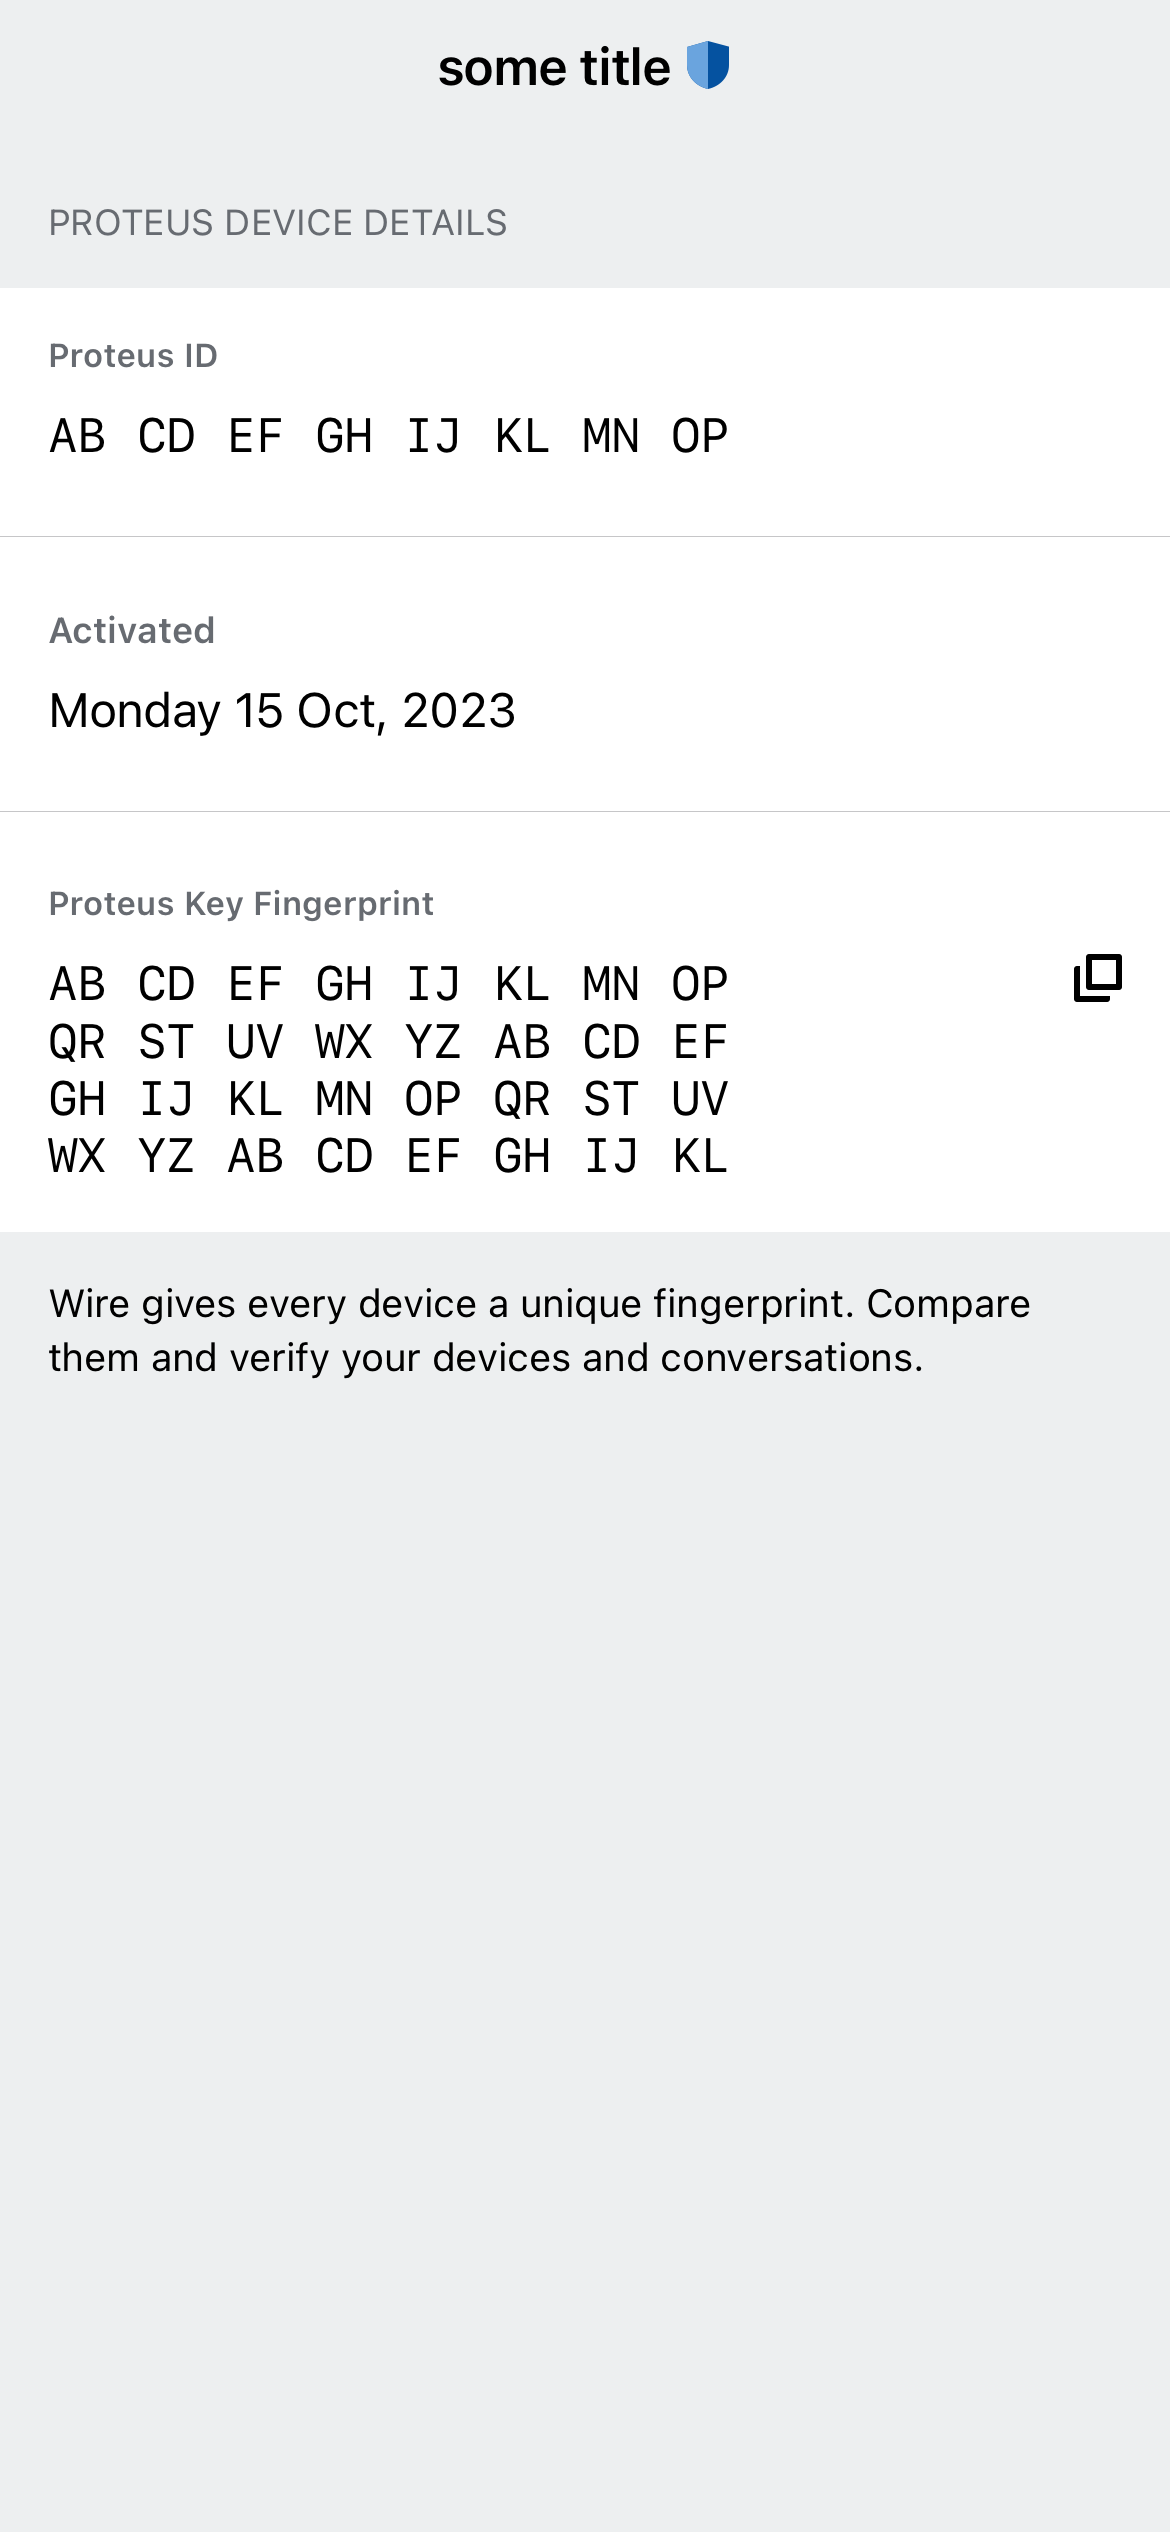 some title
PROTEUS DEVICE DETAILS
Proteus ID
AB CD EF GH IJ KL MN OP
Activated
Monday 15 Oct, 2023
Proteus Key Fingerprint
AB CD EF GH IJ KL MN OP
QR ST UV WX YZ AB CD EF
GH IJ KL MN OP QR ST UV
WX YZ AB CD EF GH IJ KL
Wire gives every device a unique fingerprint. Compare
them and verify your devices and conversations.